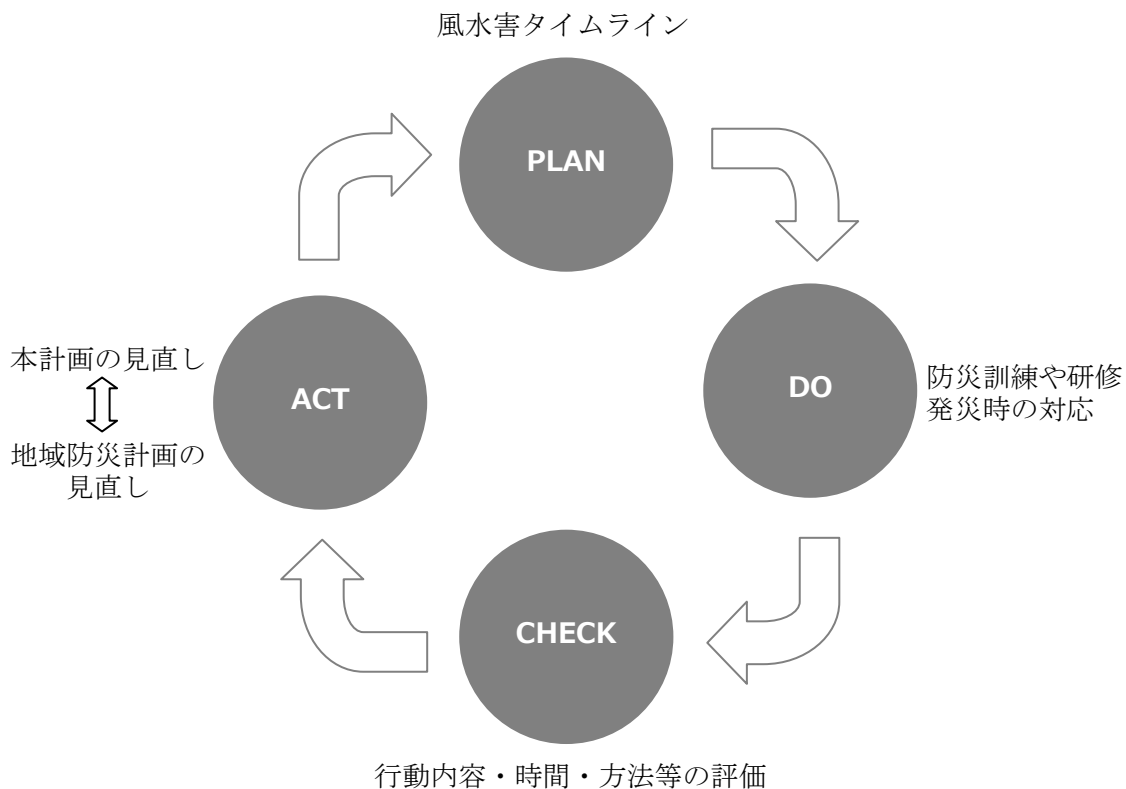 風水害タイムライン
PLAN
DO
防災訓練や研修
発災時の対応
CHECK
行動内容・時間・方法等の評価
ACT
本計画の見直し
地域防災計画の
見直し